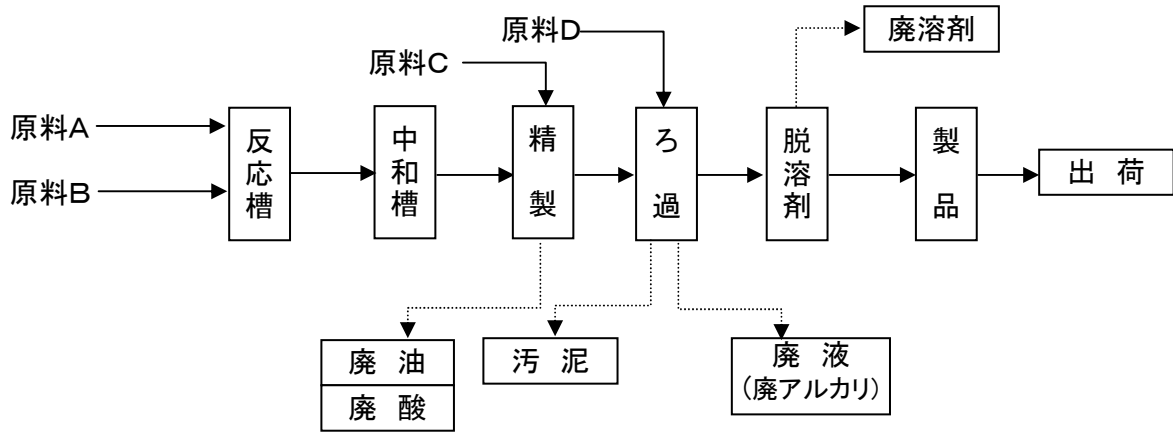 原料D
廃溶剤
原料C
原料A
原料B
反応槽
中和槽
精製
ろ過
脱溶剤
製品
出荷
廃油
廃酸
汚泥
廃液
(廃アルカリ)